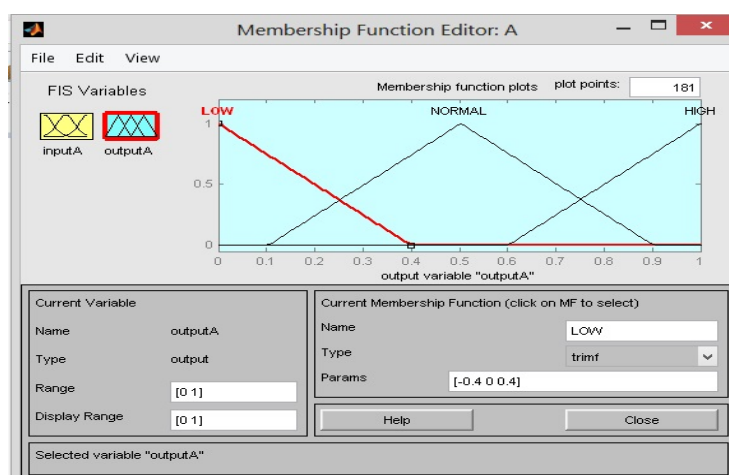 Membership Function Editor: A
File Edit View
FIS Variables
Membership function plots plot points: 181
LOW NORMAL HIGH
inputA outputA
1
0.5
0
0 0.1 0.2 0.3 0.4 0.5 0.6 0.7 0.8 0.9 1
output variable "outputA"
Current Variable
Name outputA
Type output
Range [0 1]
Display Range [0 1]
Current Membership Function (click on MF to select)
Name LOW
Type trimf
Params [-0.4 0 0.4]
Help Close
Selected variable "outputA"